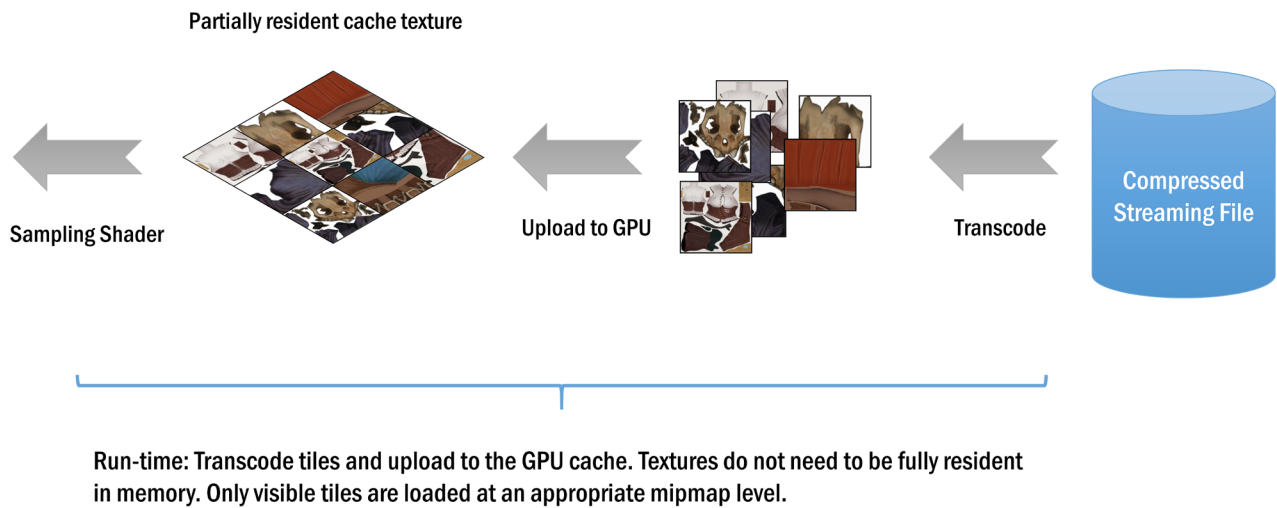 Partially resident cache texture
Sampling Shader
Upload to GPU
Transcode
Compressed
Streaming File
Run-time: Transcode tiles and upload to the GPU cache. Textures do not need to be fully resident
in memory. Only visible tiles are loaded at an appropriate mipmap level.